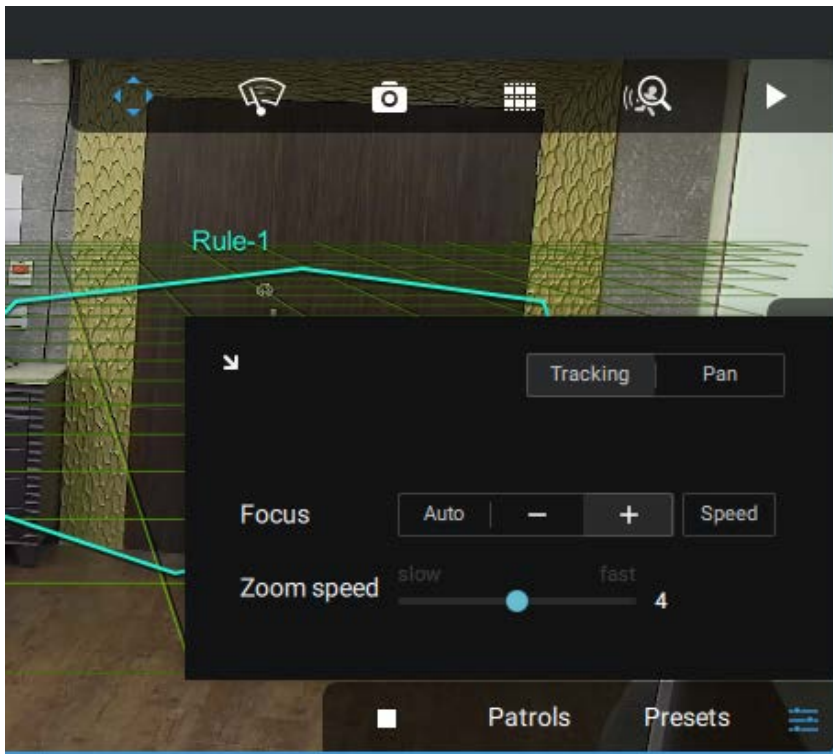 Rule-1
Tracking Pan
Focus Auto − + Speed
slow fast
Zoom speed 4
Patrols Presets